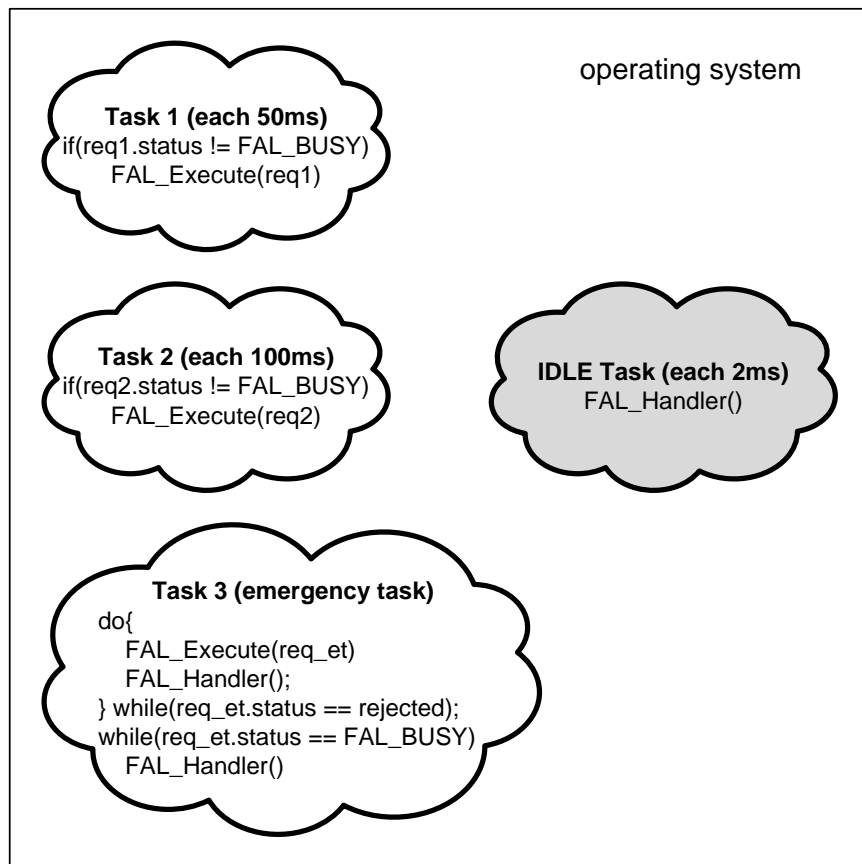 operating system
Task 1 (each 50ms)
if(req1.status != FAL_BUSY)
FAL_Execute(req1)
Task 2 (each 100ms)
if(req2.status != FAL_BUSY)
FAL_Execute(req2)
IDLE Task (each 2ms)
FAL_Handler()
Task 3 (emergency task)
do{
FAL_Execute(req_et)
FAL_Handler();
} while(req_et.status == rejected);
while(req_et.status == FAL_BUSY)
FAL_Handler()